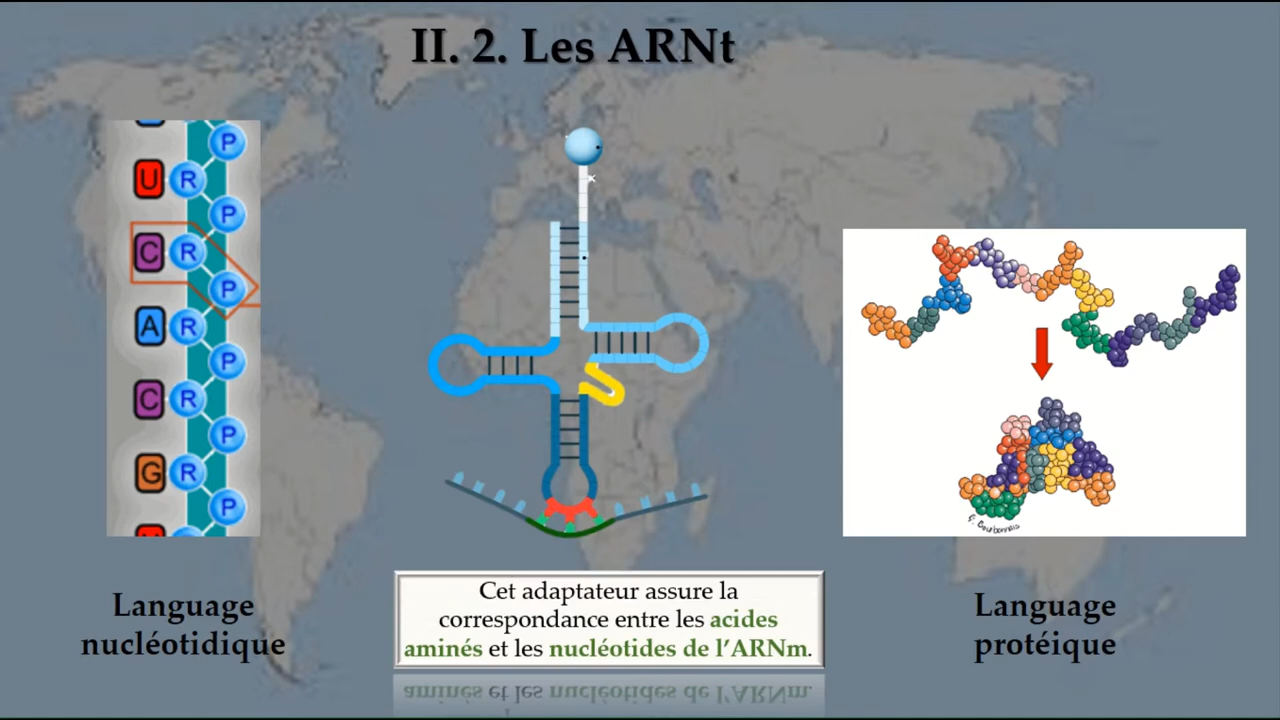 II. 2. Les ARNt
P
U R
P
C R
P
A R
P
C R
P
G R
P
S. Bourbonnais
Language
nucléotidique
Cet adaptateur assure la
correspondance entre les acides
aminés et les nucléotides de l'ARNm.
Language
protéique